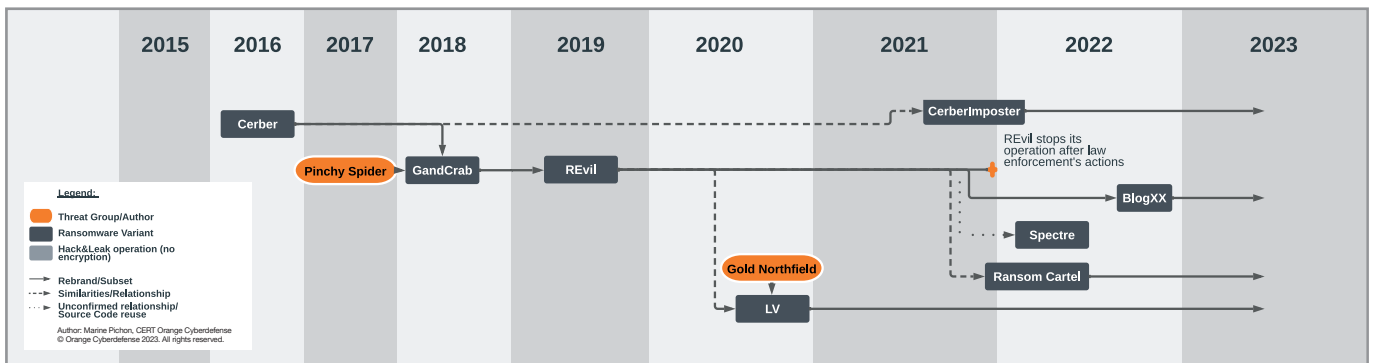 2015 2016 2017 2018 2019 2020 2021 2022 2023
CerberImposter
Cerber
REvil stops its
operation after law
enforcement's actions
Pinchy Spider
GandCrab
REvil
BlogXX
Spectre
Gold Northfield
Ransom Cartel
LV
Legend:
Threat Group/Author
Ransomware Variant
Hack&Leak operation (no
encryption)
Rebrand/Subset
Similarities/Relationship
Unconfirmed relationship/
Source Code reuse
Author: Marine Pichon, CERT Orange Cyberdefense
© Orange Cyberdefense 2023. All rights reserved.